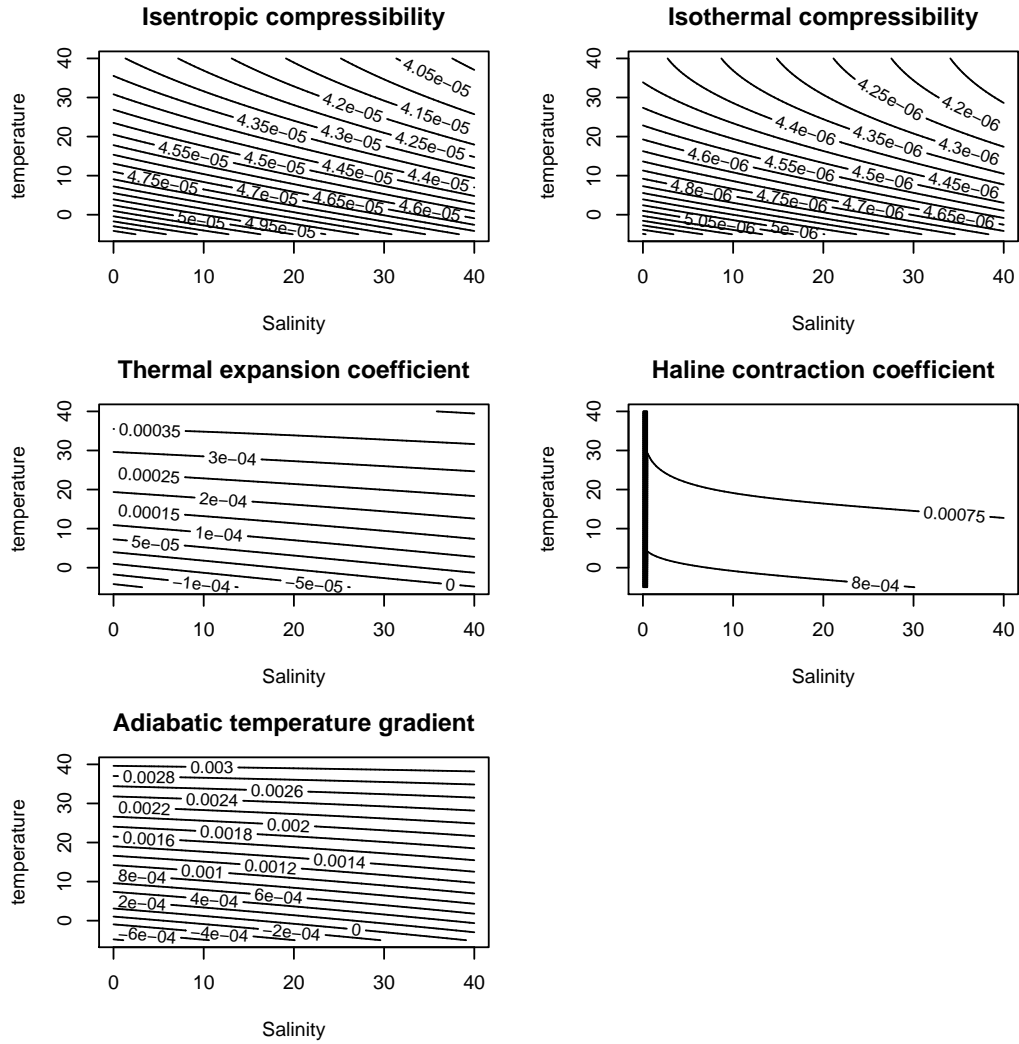 Isentropic compressibility
temperature
40
30
20
10
0
4.05e−05
4.2e−05
4.15e−05
4.35e−05
4.3e−05
4.25e−05
4.55e−05
4.5e−05
4.45e−05
4.4e−05
4.75e−05
4.7e−05
4.65e−05
4.6e−05
5e−05
4.95e−05
0 10 20 30 40
Salinity
Isothermal compressibility
temperature
40
30
20
10
0
4.25e−06
4.2e−06
4.4e−06
4.35e−06
4.3e−06
4.6e−06
4.55e−06
4.5e−06
4.45e−06
4.8e−06
4.75e−06
4.7e−06
4.65e−06
5.05e−06
5e−06
0 10 20 30 40
Salinity
Thermal expansion coefficient
temperature
40
30
20
10
0
0.00035
3e−04
0.00025
2e−04
0.00015
1e−04
5e−05
−1e−04
−5e−05
0
0 10 20 30 40
Salinity
Haline contraction coefficient
temperature
40
30
20
10
0
0.00075
8e−04
0 10 20 30 40
Salinity
Adiabatic temperature gradient
temperature
40
30
20
10
0
0.003
0.0028
0.0026
0.0024
0.0022
0.002
0.0018
0.0016
0.0014
0.0012
0.001
8e−04
6e−04
4e−04
2e−04
0
−2e−04
−4e−04
−6e−04
0 10 20 30 40
Salinity